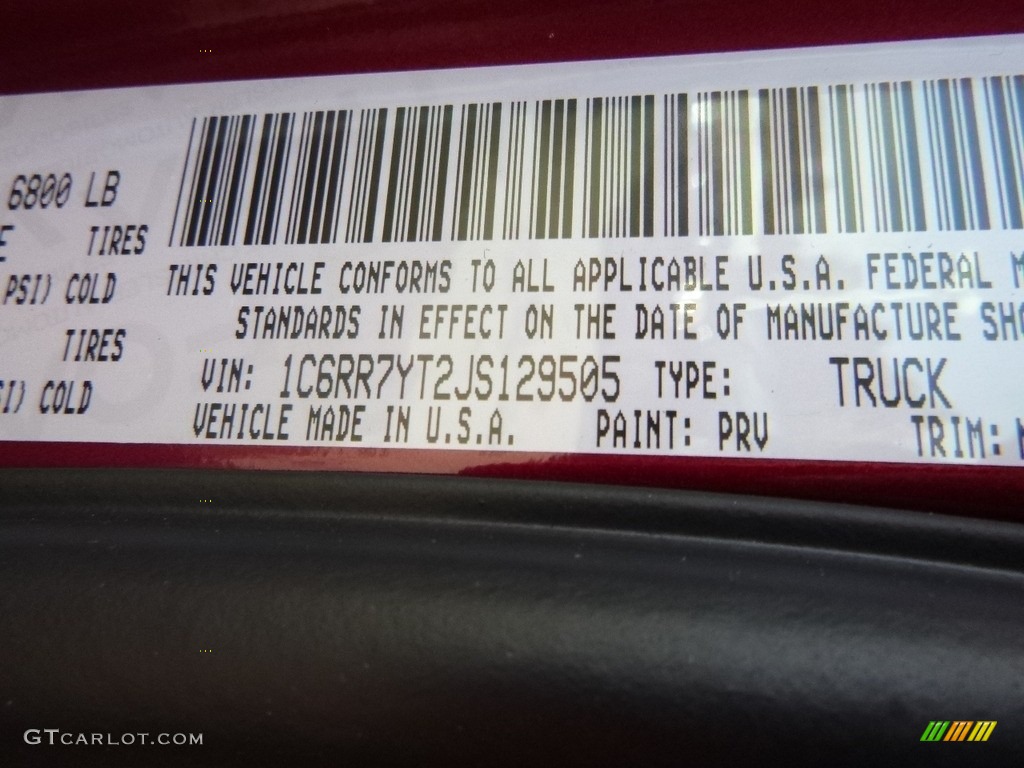 6800 LB
TIRES
PSI) COLD
TIRES
COLD
THIS VEHICLE CONFORMS TO ALL APPLICABLE U.S.A. FEDERAL
STANDARDS IN EFFECT ON THE DATE OF MANUFACTURE
VIN: 1C6RR7YT2JS129505 TYPE: TRUCK
VEHICLE MADE IN U.S.A. PAINT: PRV TRIM:
GTCARLOT.COM